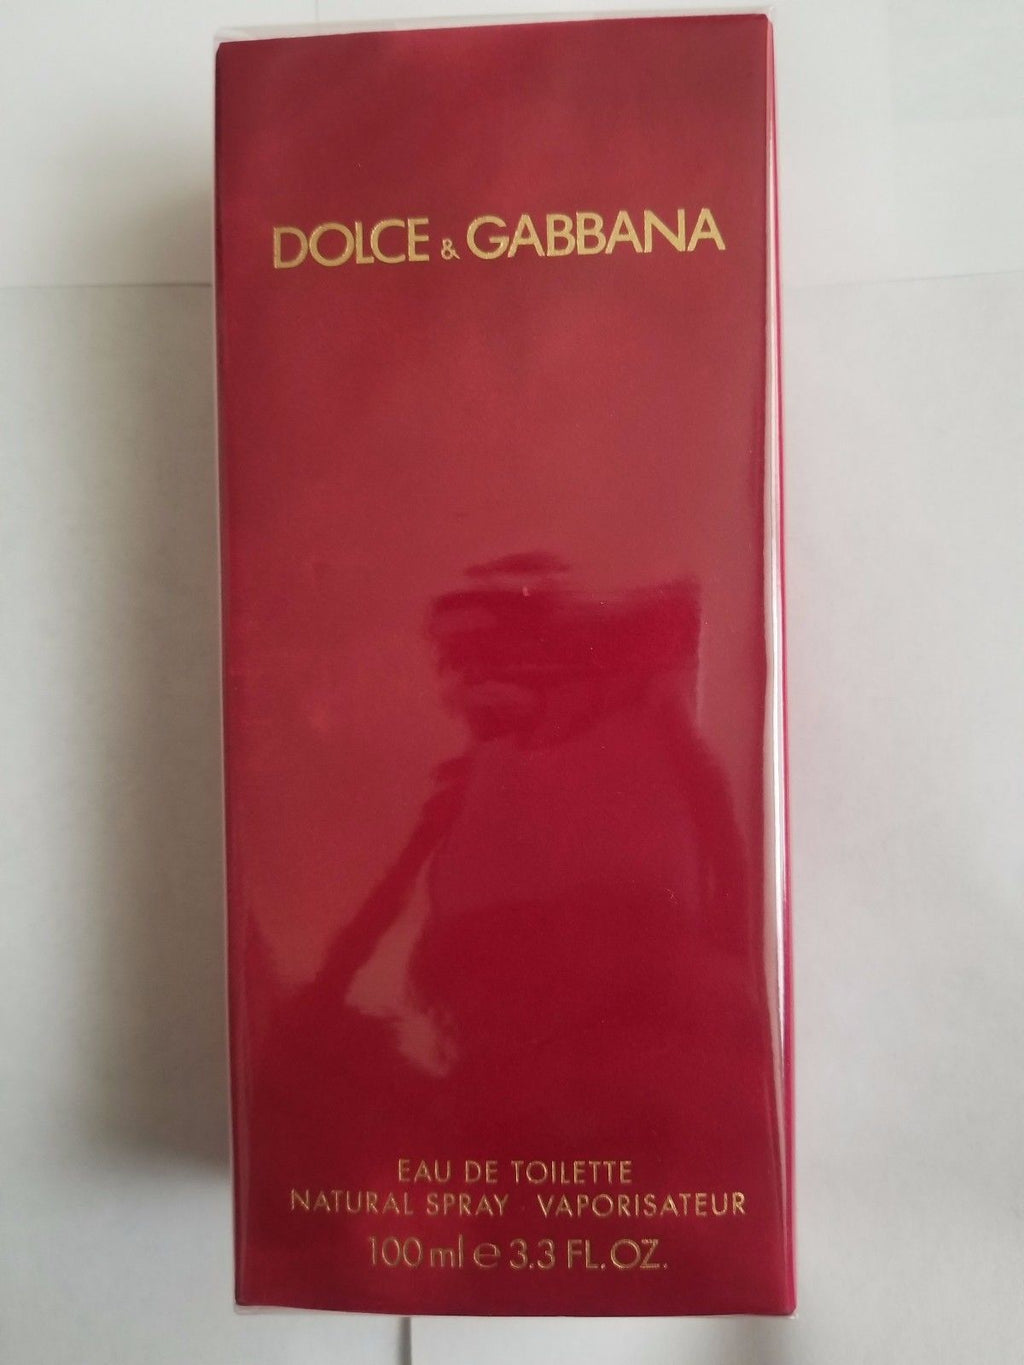 DOLCE & GABBANA
EAU DE TOILETTE
NATURAL SPRAY · VAPORISATEUR
100 ml e 3.3 FL.OZ.